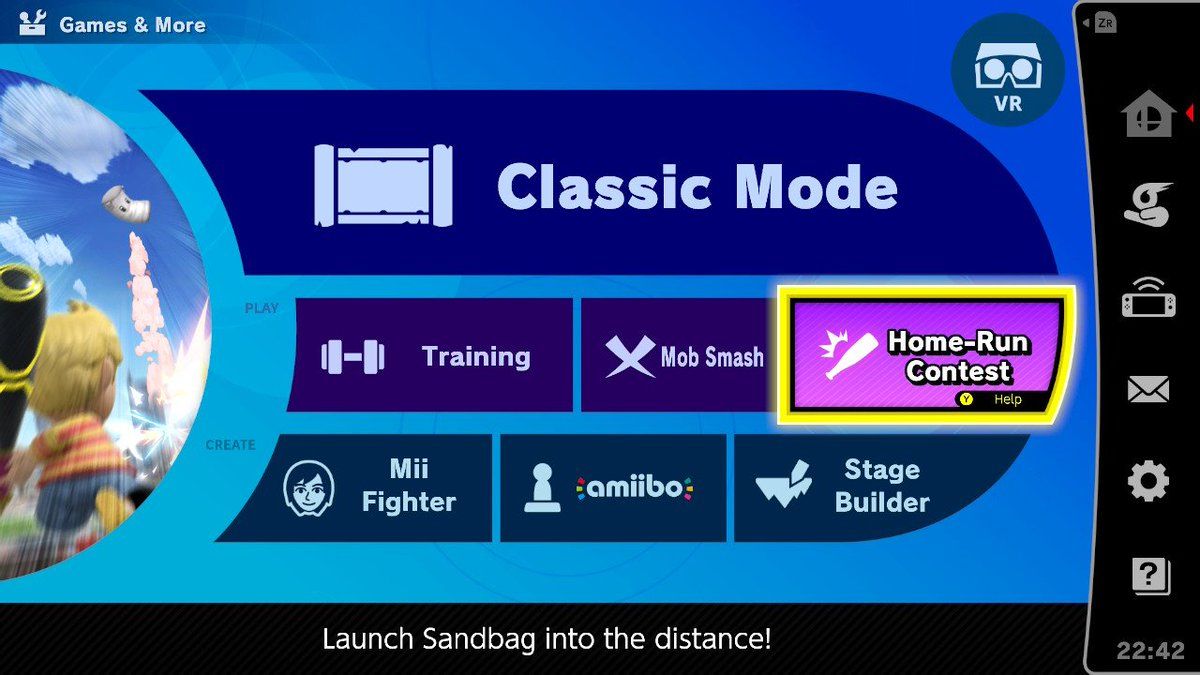 Games & More
ZR
VR
Classic Mode
PLAY
Training
Mob Smash
Home-Run
Contest
Y Help
CREATE
Mii
Fighter
amiibo
Stage
Builder
Launch Sandbag into the distance!
?
22:42